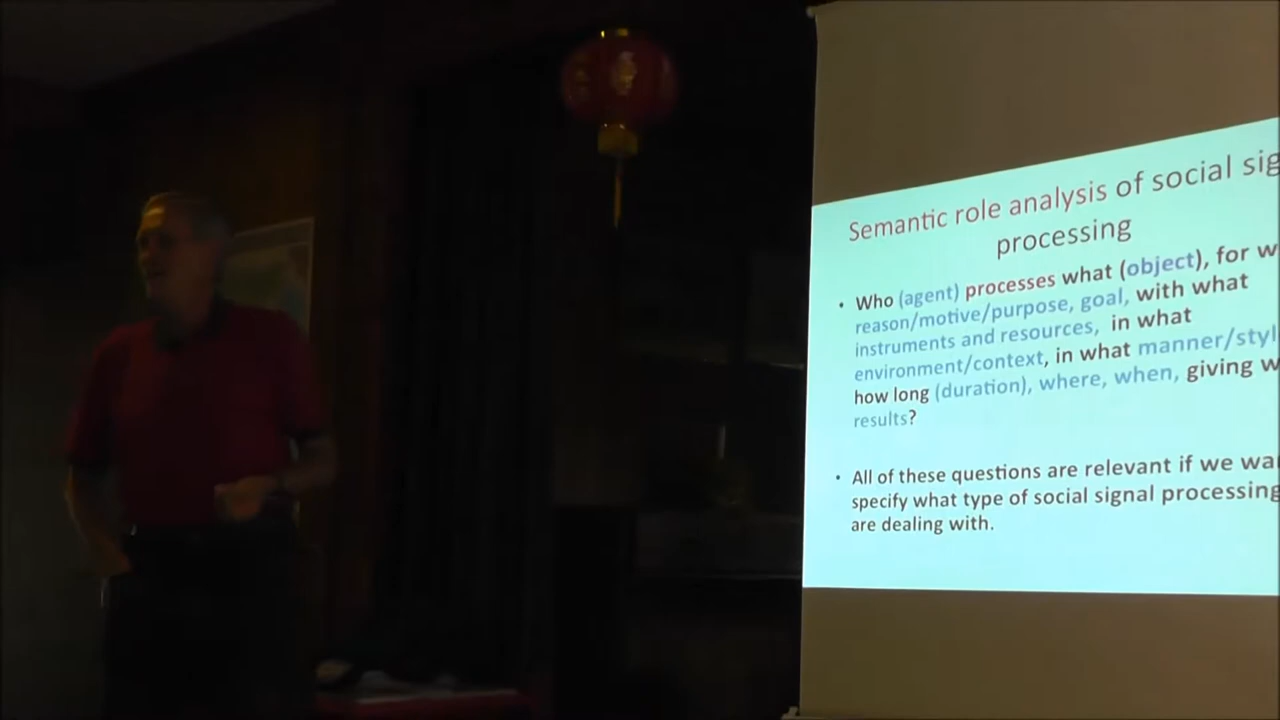 Semantic role analysis of social sig
processing
• Who (agent) processes what (object), for w
reason/motive/purpose, goal, with what
instruments and resources, in what
environment/context, in what manner/styl
how long (duration), where, when, giving w
results?
• All of these questions are relevant if we wa
specify what type of social signal processing
are dealing with.